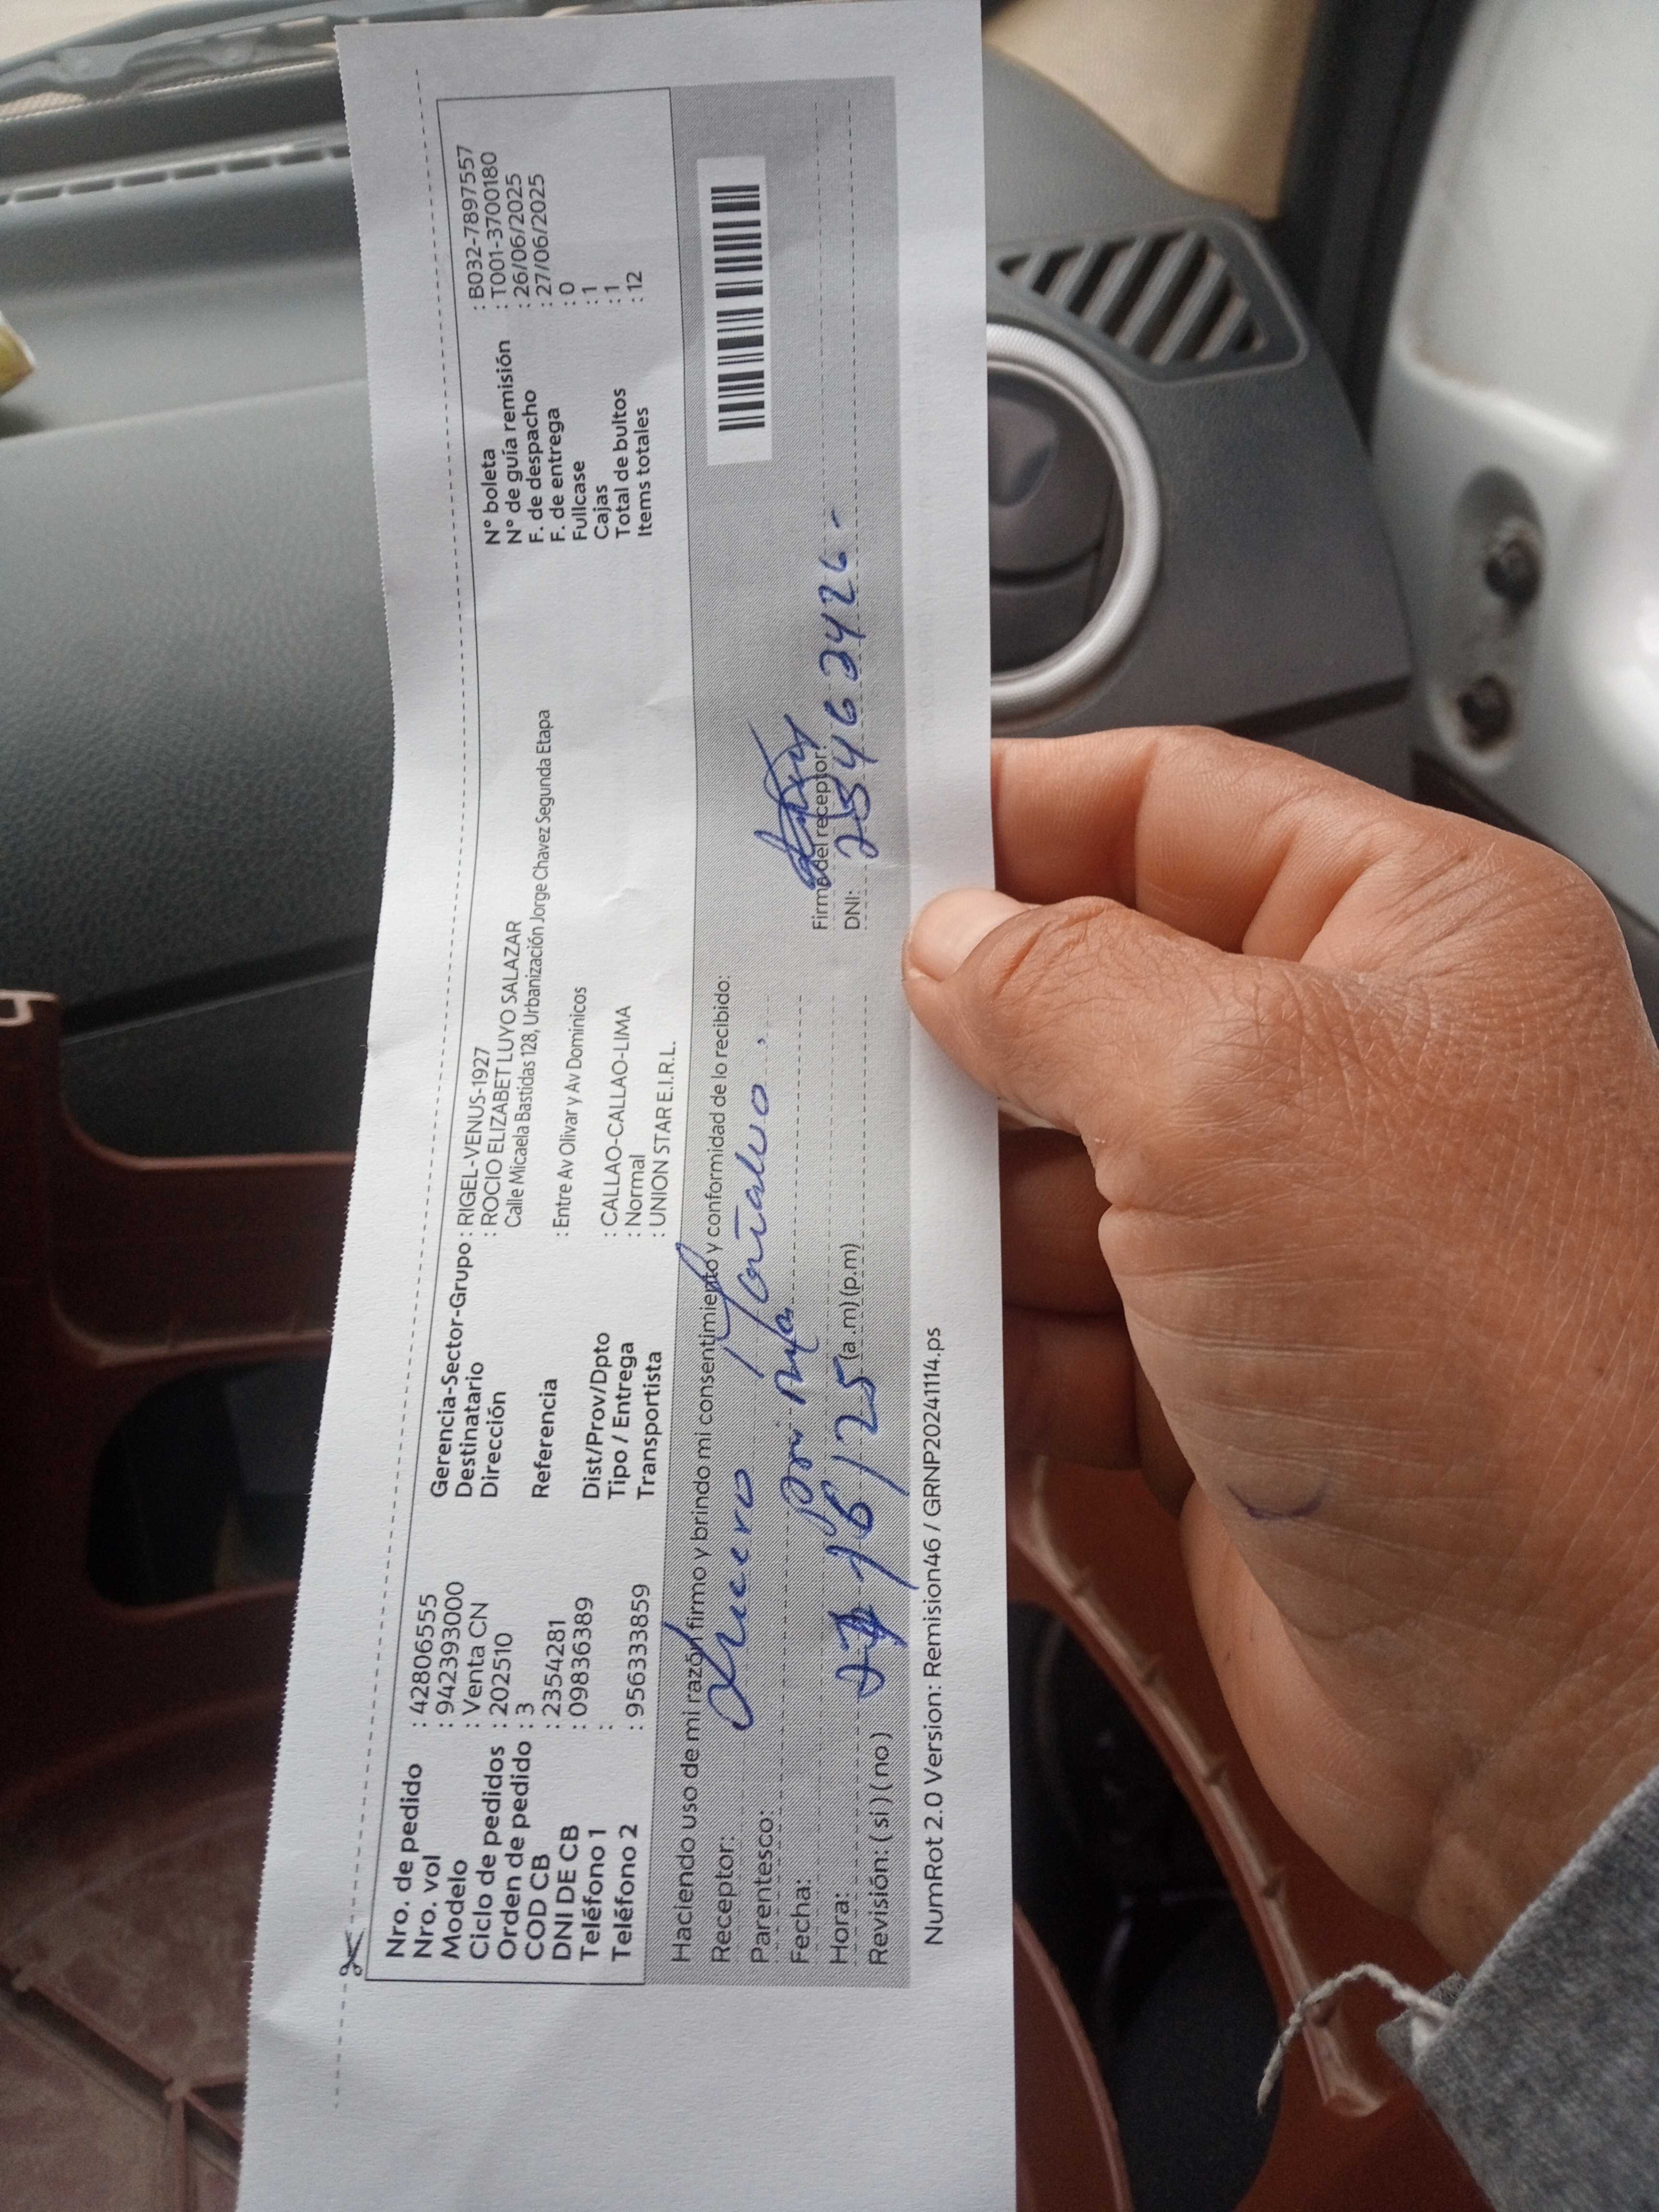 Nro. de pedido : 42806555
Nro. vol : 9423930000
Modelo : Venta CN
Ciclo de pedidos : 202510
Orden de pedido : 3
COD CB : 2354281
DNI DE CB : 09836389
Teléfono 1 :
Teléfono 2 : 956333859
Gerencia-Sector-Grupo : RIGEL-VENUS-1927
Destinatario : ROCIO ELIZABET LUYO SALAZAR
Dirección Calle Micaela Bastidas 128, Urbanización Jorge Chavez Segunda Etapa
Referencia : Entre Av Olivar y Av Dominicos
Dist/Prov/Dpto : CALLAO-CALLAO-LIMA
Tipo / Entrega : Normal
Transportista : UNION STAR E.I.R.L.
N° boleta : B032-7897557
N° de guía remisión : T001-3700180
F. de despacho : 26/06/2025
F. de entrega : 27/06/2025
Fullcase : 0
Cajas : 1
Total de bultos : 1
Items totales : 12
Haciendo uso de mi razón firmo y brindo mi consentimiento y conformidad de lo recibido:
Receptor:
Parentesco:
Fecha:
Hora: 27/6/25 (a.m) (p.m)
Revisión: ( si ) ( no )
Firma del receptor:
DNI: 25463426-
NumRot 2.0 Version: Remision46 / GRNP20241114.ps